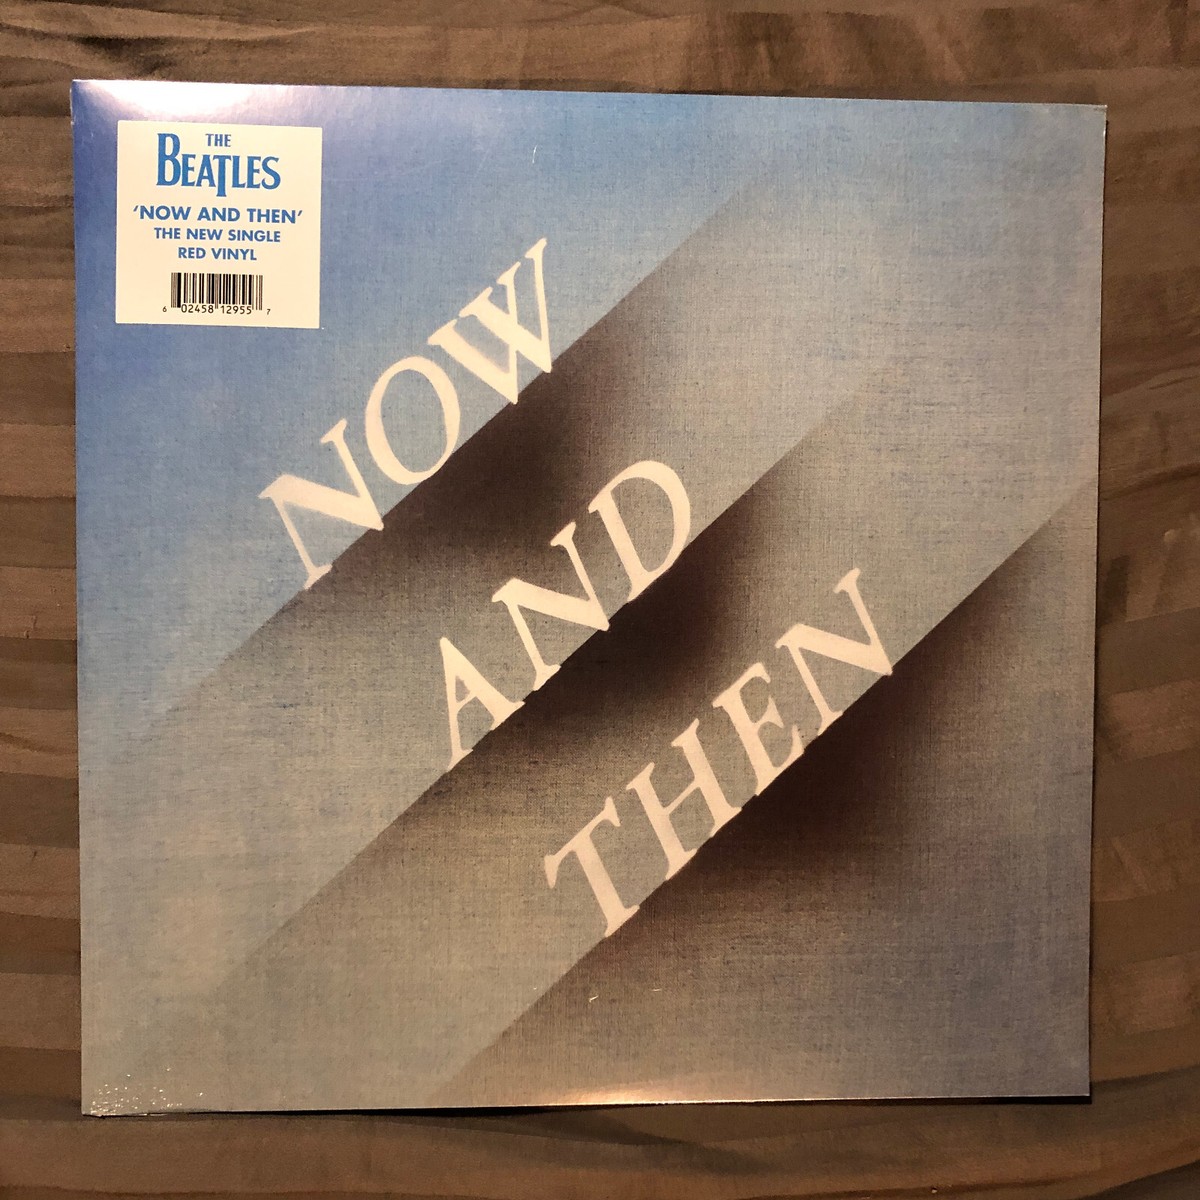 THE
BEATLES
'NOW AND THEN'
THE NEW SINGLE
RED VINYL
6 02458 12955 7
NOW
AND
THEN